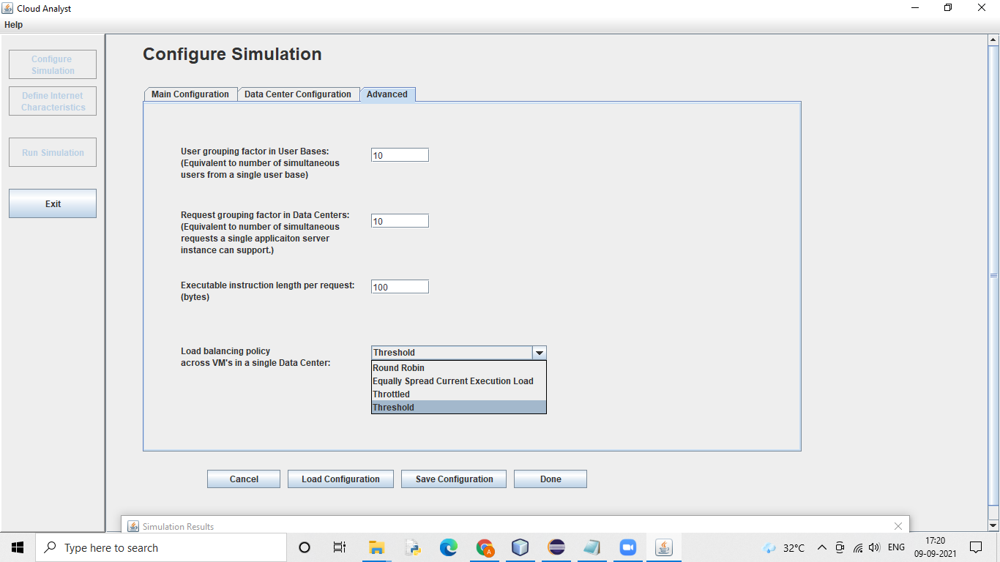 Cloud Analyst
Help
Configure
Simulation
Define Internet
Characteristics
Run Simulation
Exit
Configure Simulation
Main Configuration
Data Center Configuration
Advanced
User grouping factor in User Bases:
(Equivalent to number of simultaneous
users from a single user base)
10
Request grouping factor in Data Centers:
(Equivalent to number of simultaneous
requests a single applicaiton server
instance can support.)
10
Executable instruction length per request:
(bytes)
100
Load balancing policy
across VM's in a single Data Center:
Threshold
Round Robin
Equally Spread Current Execution Load
Throttled
Threshold
Cancel
Load Configuration
Save Configuration
Done
Simulation Results
Type here to search
A
32°C
ENG
17:20
09-09-2021